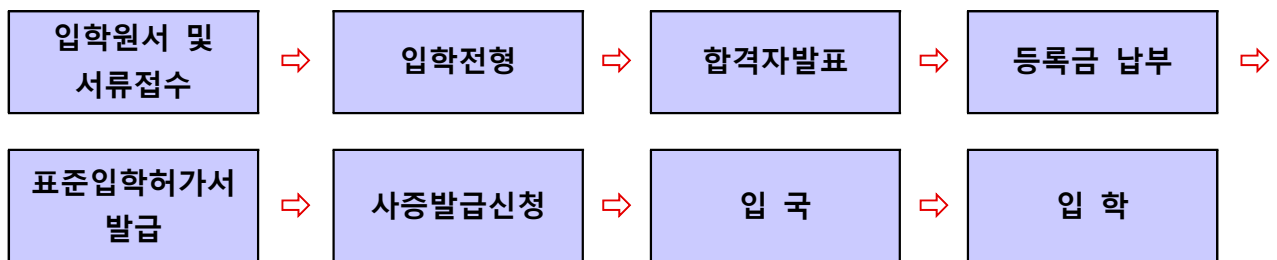 입학원서 및
서류접수
⇨
입학전형
⇨
합격자발표
⇨
등록금 납부
⇨
표준입학허가서
발급
⇨
사증발급신청
⇨
입 국
⇨
입 학